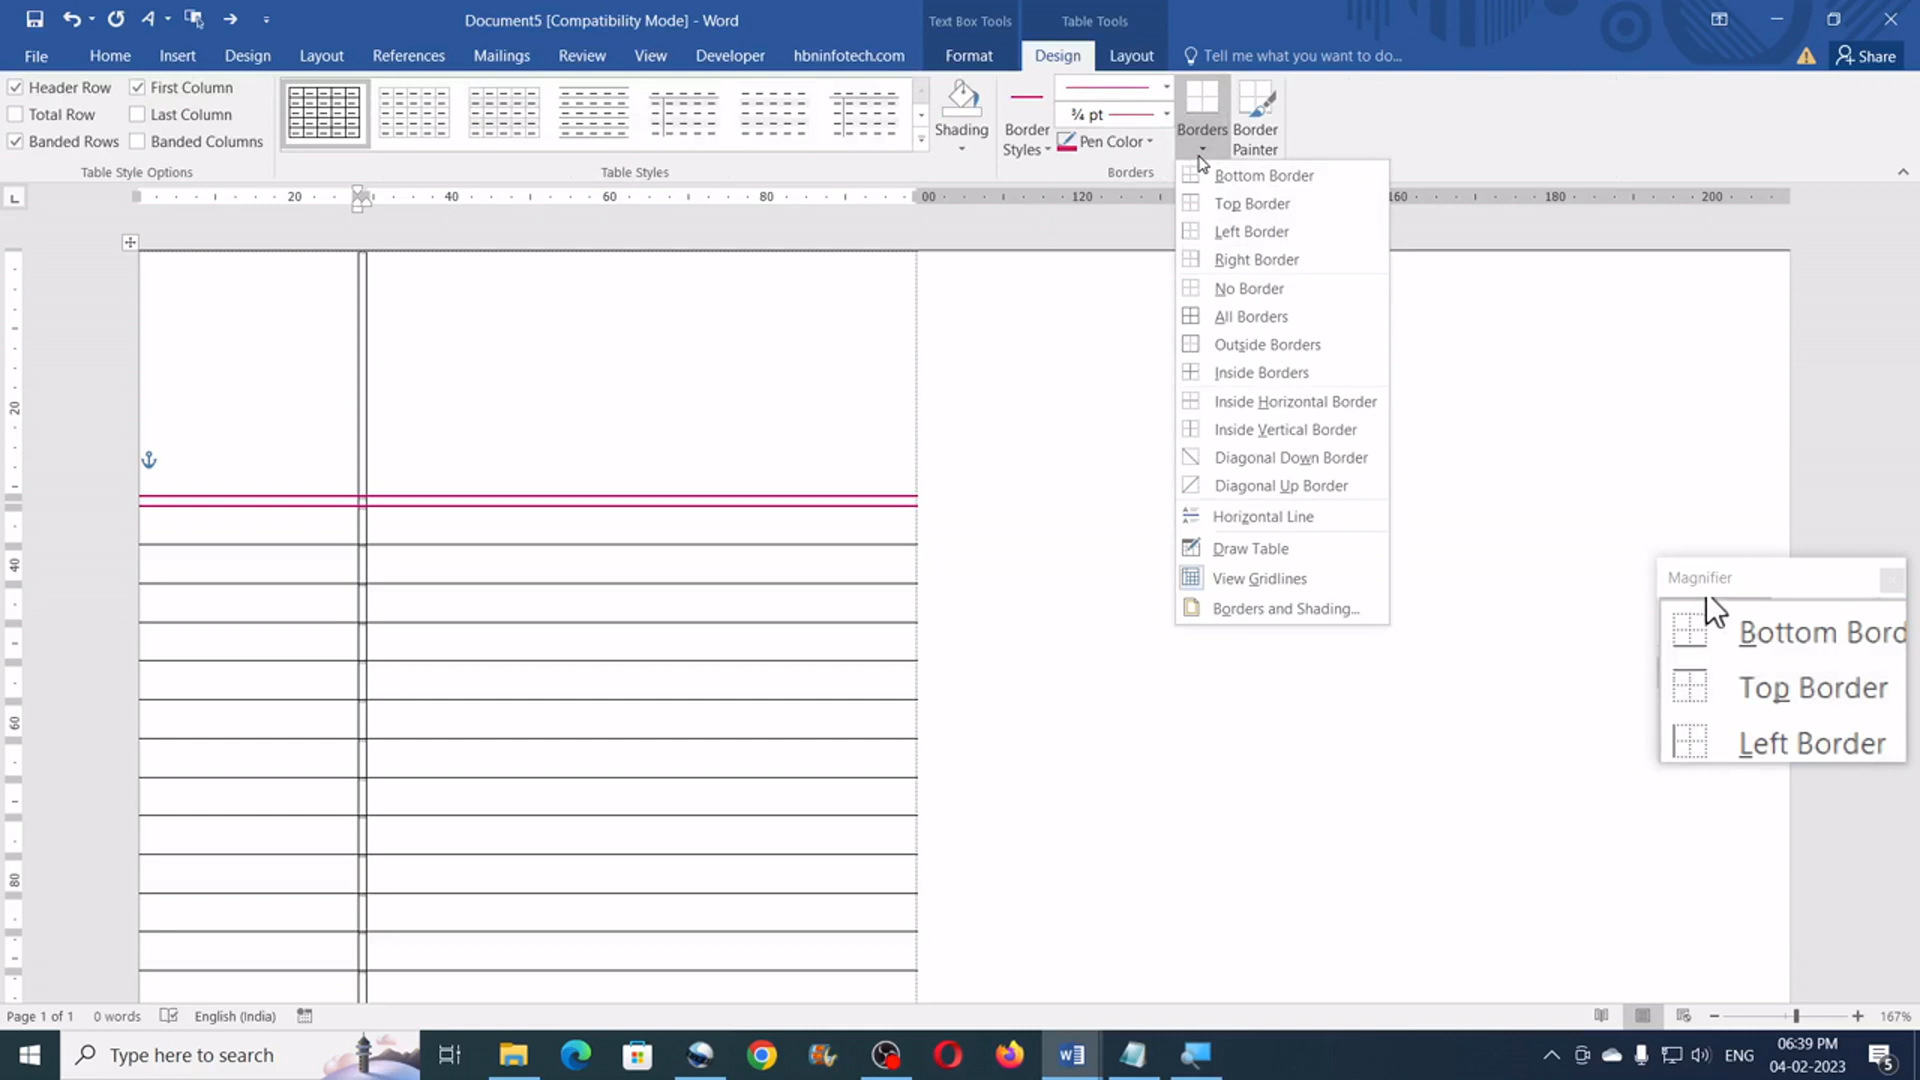 Document5 [Compatibility Mode] - Word
Text Box Tools
Table Tools
File
Home
Insert
Design
Layout
References
Mailings
Review
View
Developer
hbninfotech.com
Format
Design
Layout
Tell me what you want to do...
Share
Header Row
First Column
Total Row
Last Column
Banded Rows
Banded Columns
Table Style Options
Table Styles
Shading
Border Styles
¾ pt
Pen Color
Borders
Border Painter
Borders
20
40
60
80
00
120
160
180
200
Bottom Border
Top Border
Left Border
Right Border
No Border
All Borders
Outside Borders
Inside Borders
Inside Horizontal Border
Inside Vertical Border
Diagonal Down Border
Diagonal Up Border
Horizontal Line
Draw Table
View Gridlines
Borders and Shading...
20
40
60
80
Magnifier
Bottom Bord
Top Border
Left Border
Page 1 of 1
0 words
English (India)
167%
Type here to search
ENG
06:39 PM
04-02-2023
5